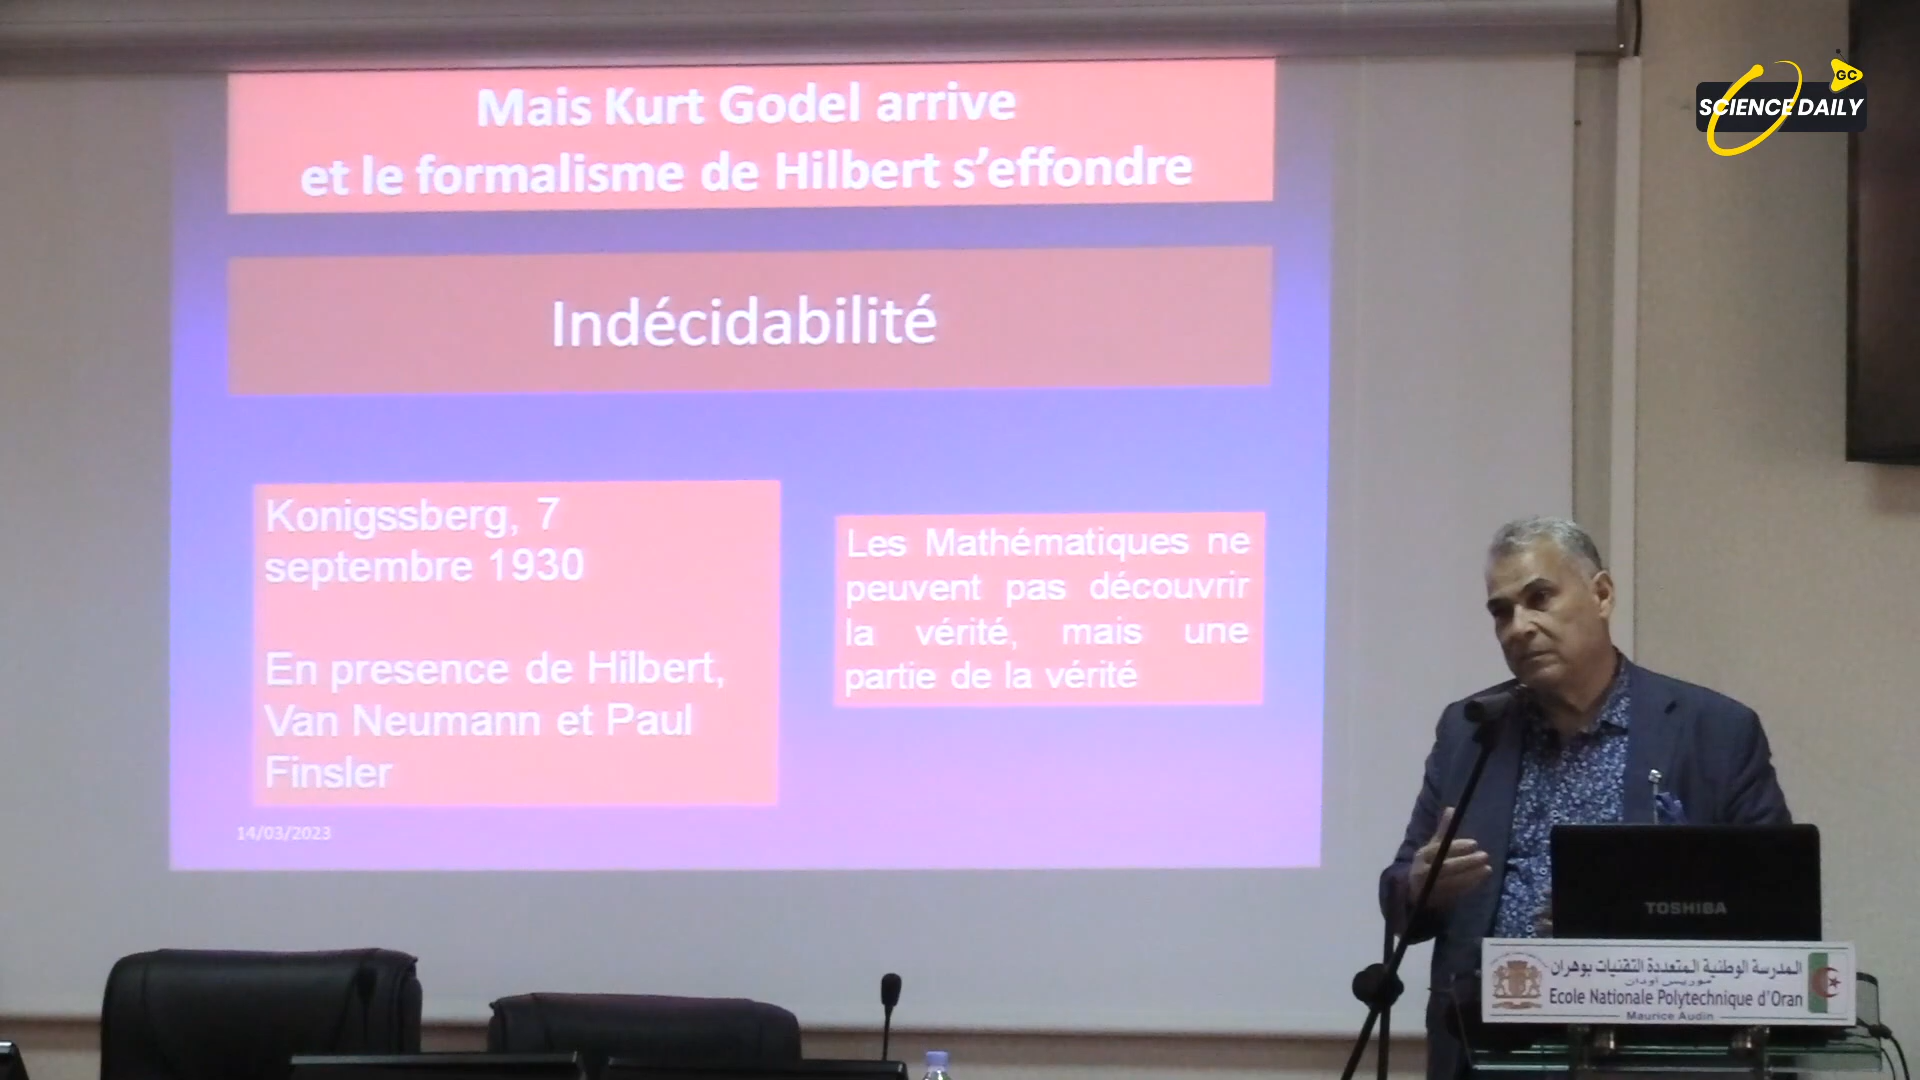 Mais Kurt Godel arrive
et le formalisme de Hilbert s’effondre
Indécidabilité
Konigssberg, 7
septembre 1930
En presence de Hilbert,
Van Neumann et Paul
Finsler
Les Mathématiques ne
peuvent pas découvrir
la vérité, mais une
partie de la vérité
14/03/2023
GC
SCIENCE DAILY
TOSHIBA
المدرسة الوطنية المتعددة التقنيات بوهران
موريس أودان
Ecole Nationale Polytechnique d'Oran
Maurice Audin